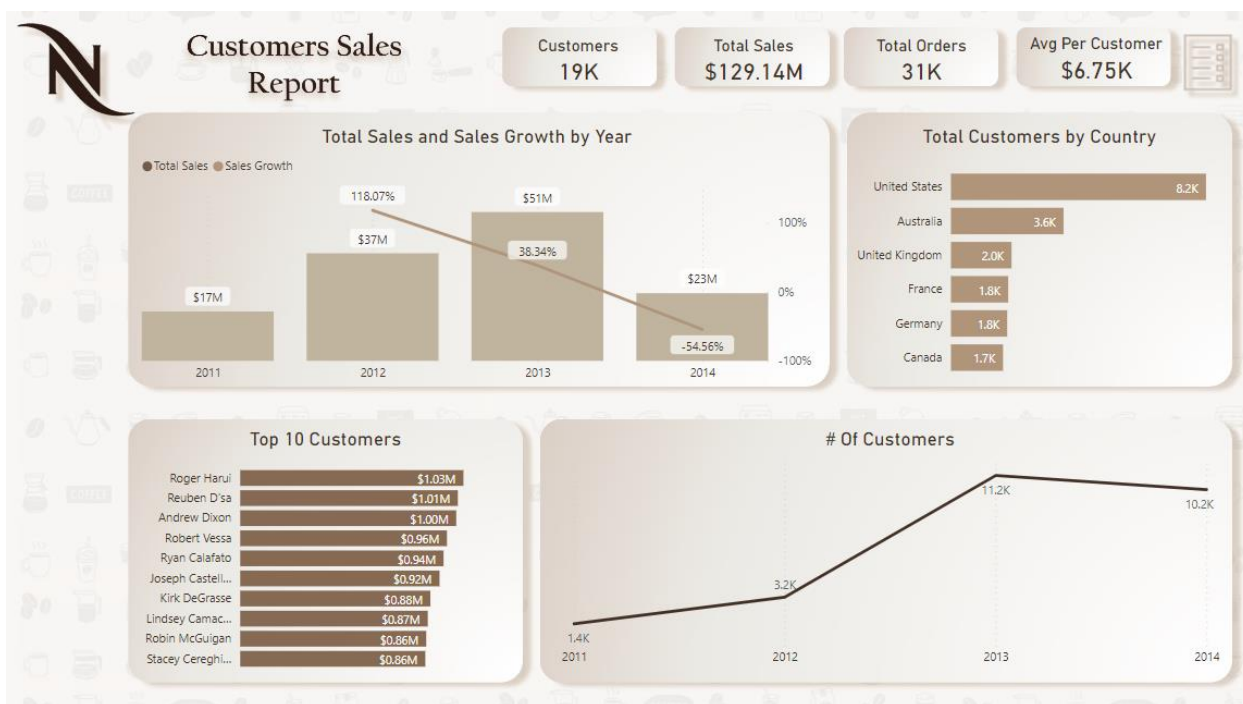 N
Customers Sales
Report
Customers
19K
Total Sales
$129.14M
Total Orders
31K
Avg Per Customer
$6.75K
Total Sales and Sales Growth by Year
Total Sales Sales Growth
118.07%
$51M
$37M
38.34%
$17M
$23M
-54.56%
100%
0%
-100%
2011 2012 2013 2014
Total Customers by Country
United States 8.2K
Australia 3.6K
United Kingdom 2.0K
France 1.8K
Germany 1.8K
Canada 1.7K
Top 10 Customers
Roger Harui $1.03M
Reuben D'sa $1.01M
Andrew Dixon $1.00M
Robert Vessa $0.96M
Ryan Calafato $0.94M
Joseph Castell... $0.92M
Kirk DeGrasse $0.88M
Lindsey Camac... $0.87M
Robin McGuigan $0.86M
Stacey Cereghi... $0.86M
# Of Customers
11.2K
10.2K
3.2K
1.4K
2011 2012 2013 2014